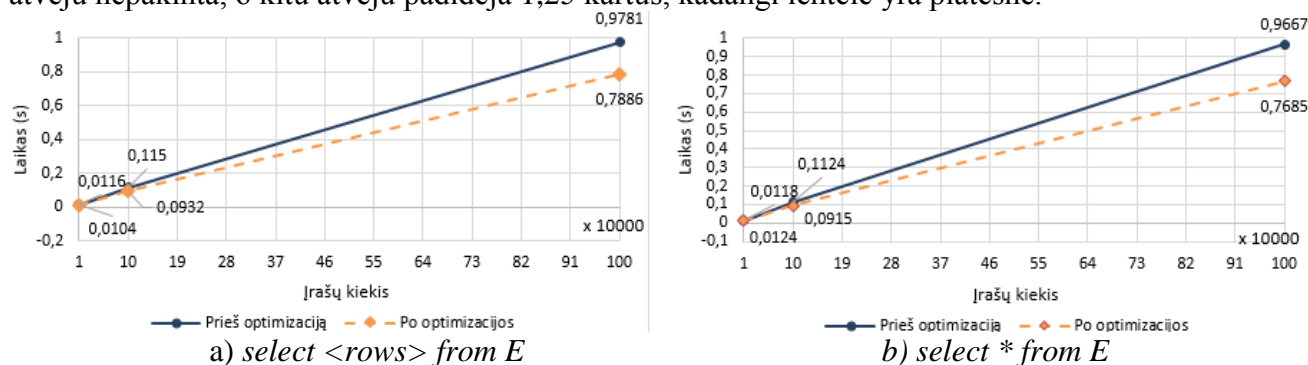 atveju nepakinta, o kitu atveju padidėja 1,25 kartus, kadangi lentelė yra platesnė.
0,9781
1
0,8
0,6
0,4
0,2
0
-0,2
Laikas (s)
0,0116
0,115
0,0932
0,0104
0,7886
x 10000
1 10 19 28 37 46 55 64 73 82 91 100
Įrašų kiekis
Prieš optimizaciją Po optimizacijos
a) select <rows> from E
0,9667
1
0,9
0,8
0,7
0,6
0,5
0,4
0,3
0,2
0,1
0
-0,1
Laikas (s)
0,0118
0,1124
0,0915
0,0124
0,7685
x 10000
1 10 19 28 37 46 55 64 73 82 91 100
Įrašų kiekis
Prieš optimizaciją Po optimizacijos
b) select * from E